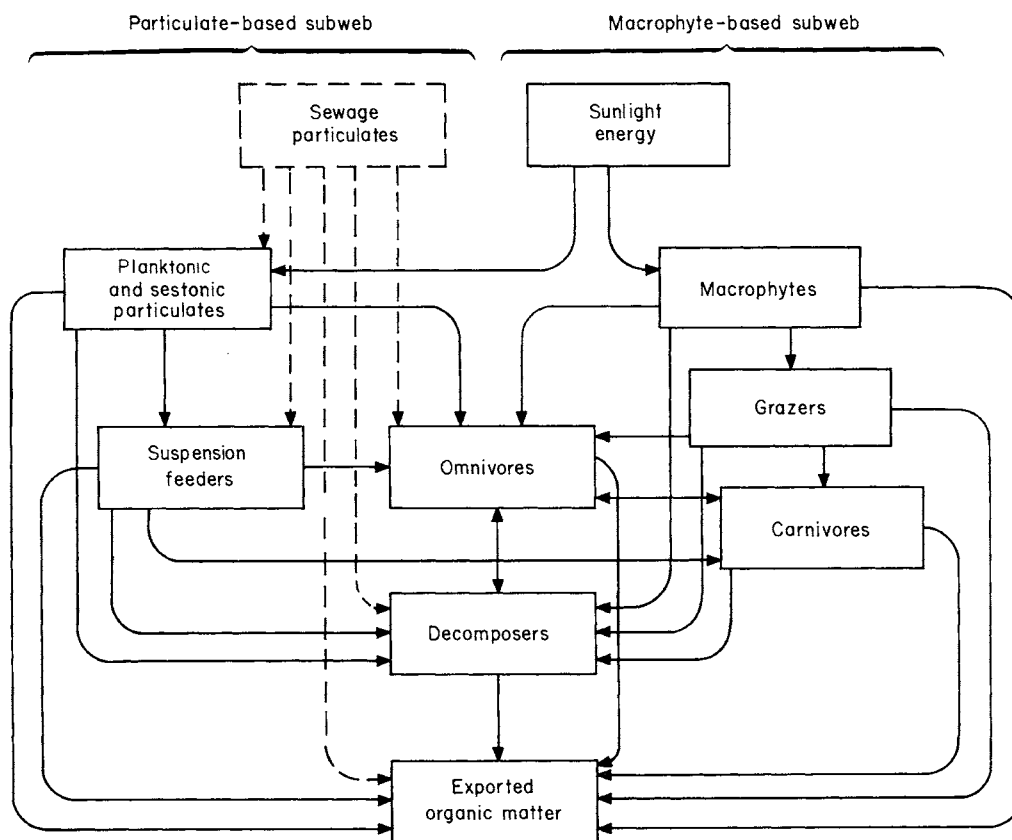 Particulate-based subweb
Macrophyte-based subweb
Sewage
particulates
Sunlight
energy
Planktonic
and sestonic
particulates
Macrophytes
Grazers
Suspension
feeders
Omnivores
Carnivores
Decomposers
Exported
organic matter